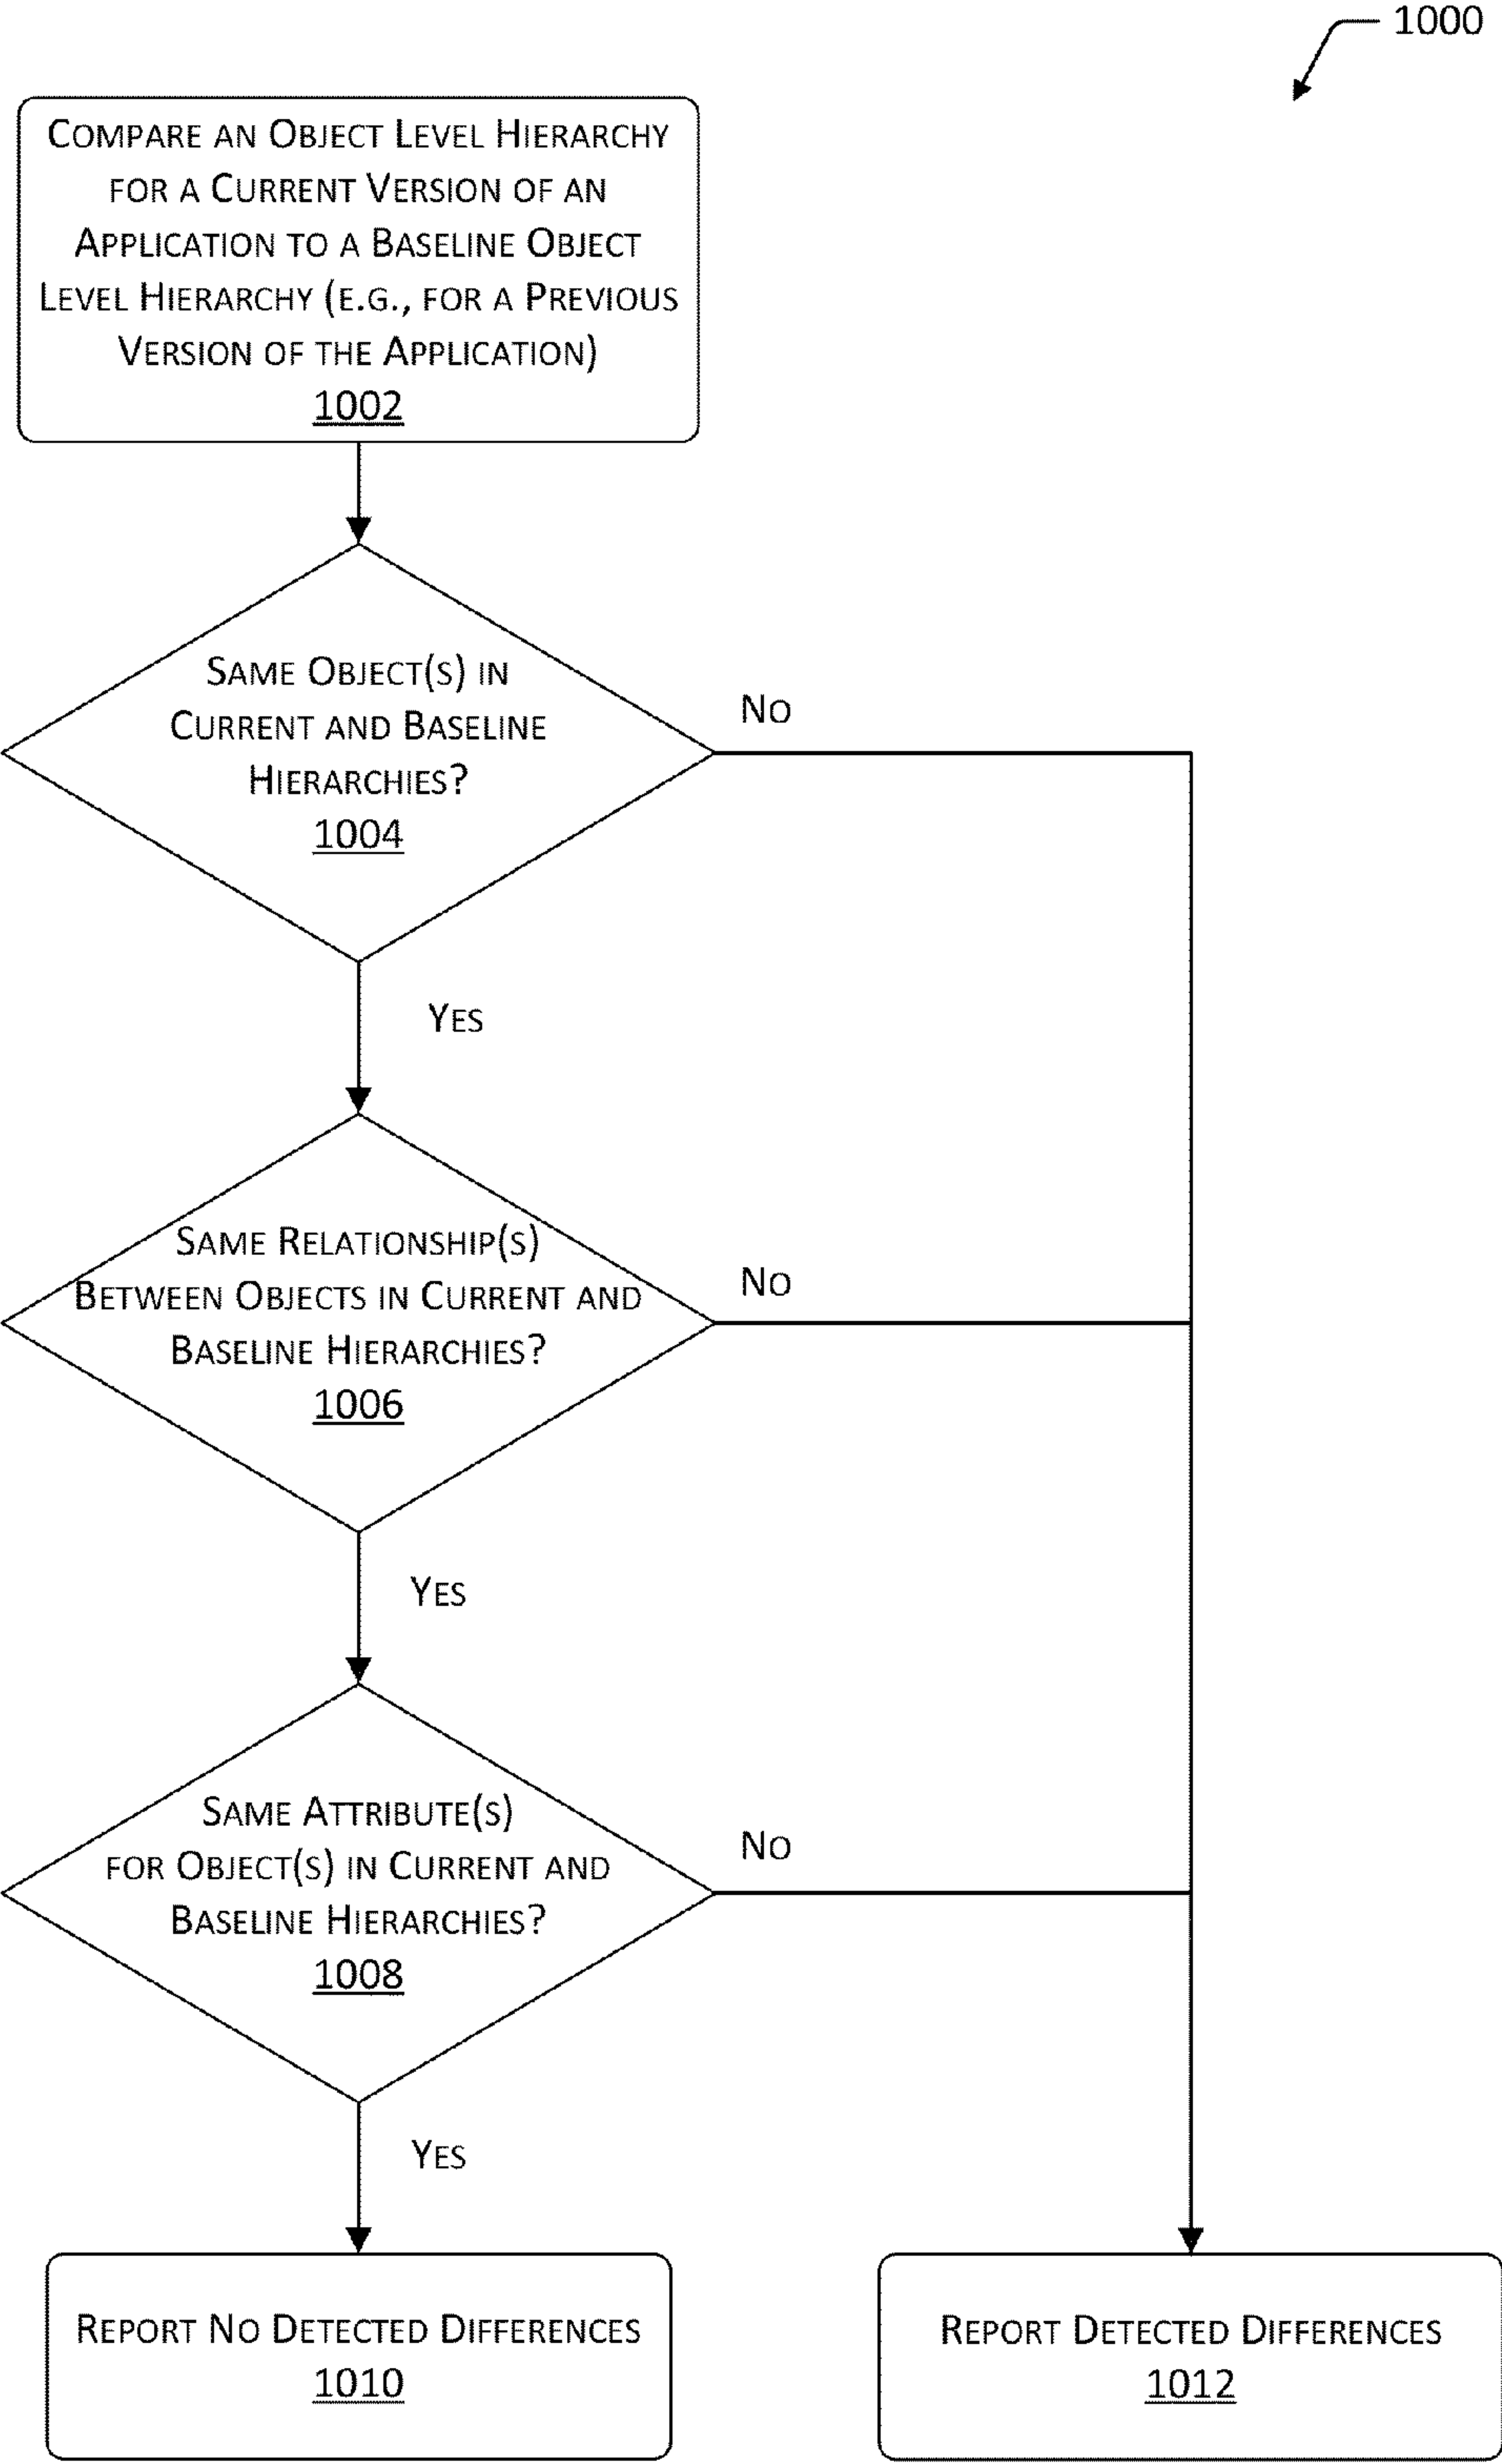 1000
Compare an Object Level Hierarchy
for a Current Version of an
Application to a Baseline Object
Level Hierarchy (e.g., for a Previous
Version of the Application)
1002
Same Object(s) in
Current and Baseline
Hierarchies?
1004
No
Yes
Same Relationship(s)
Between Objects in Current and
Baseline Hierarchies?
1006
No
Yes
Same Attribute(s)
for Object(s) in Current and
Baseline Hierarchies?
1008
No
Yes
Report No Detected Differences
1010
Report Detected Differences
1012